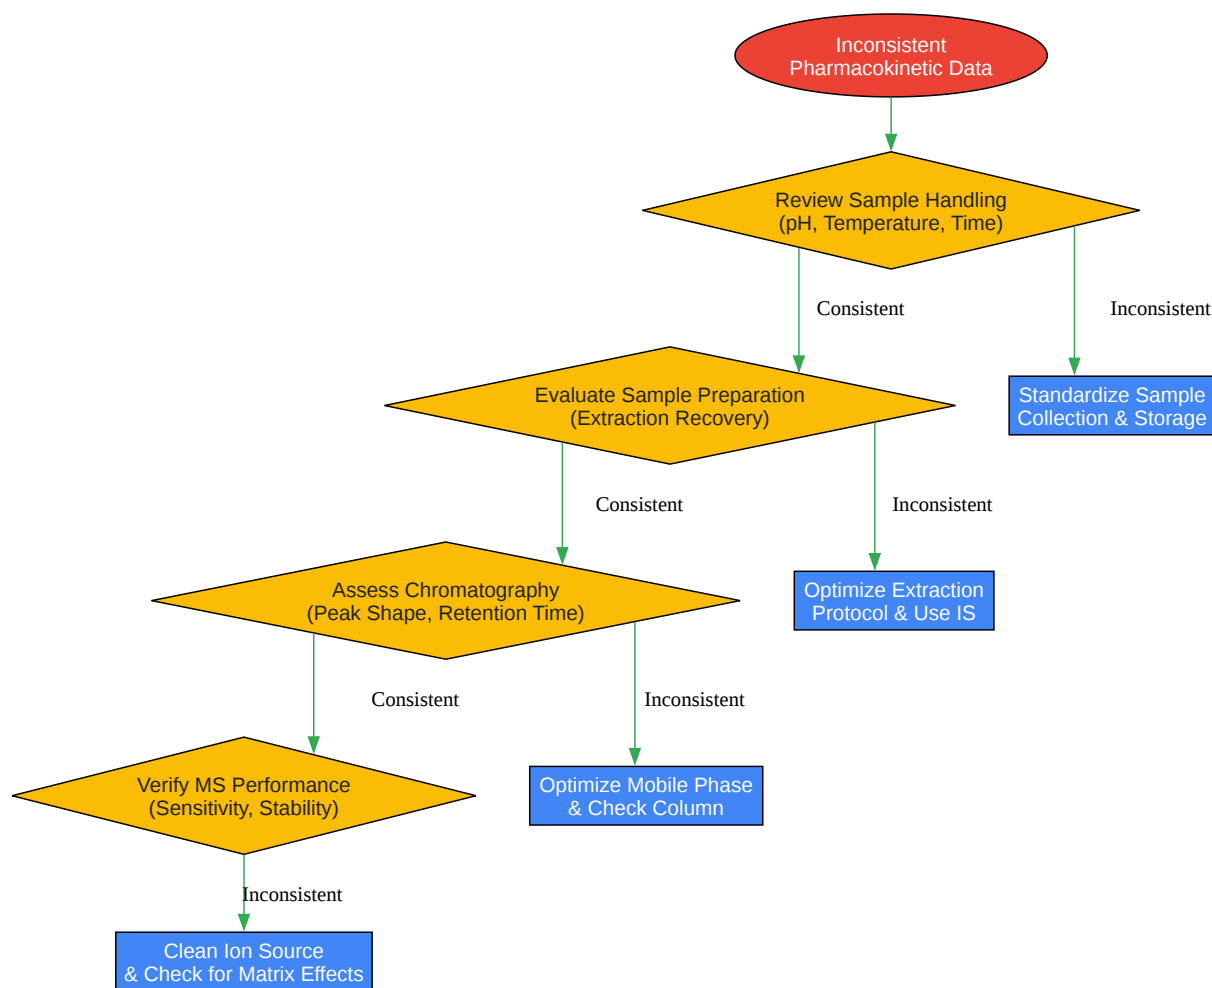 Inconsistent
Pharmacokinetic Data
Review Sample Handling
(pH, Temperature, Time)
Consistent
Inconsistent
Evaluate Sample Preparation
(Extraction Recovery)
Standardize Sample
Collection & Storage
Consistent
Inconsistent
Assess Chromatography
(Peak Shape, Retention Time)
Optimize Extraction
Protocol & Use IS
Consistent
Inconsistent
Verify MS Performance
(Sensitivity, Stability)
Optimize Mobile Phase
& Check Column
Inconsistent
Clean Ion Source
& Check for Matrix Effects